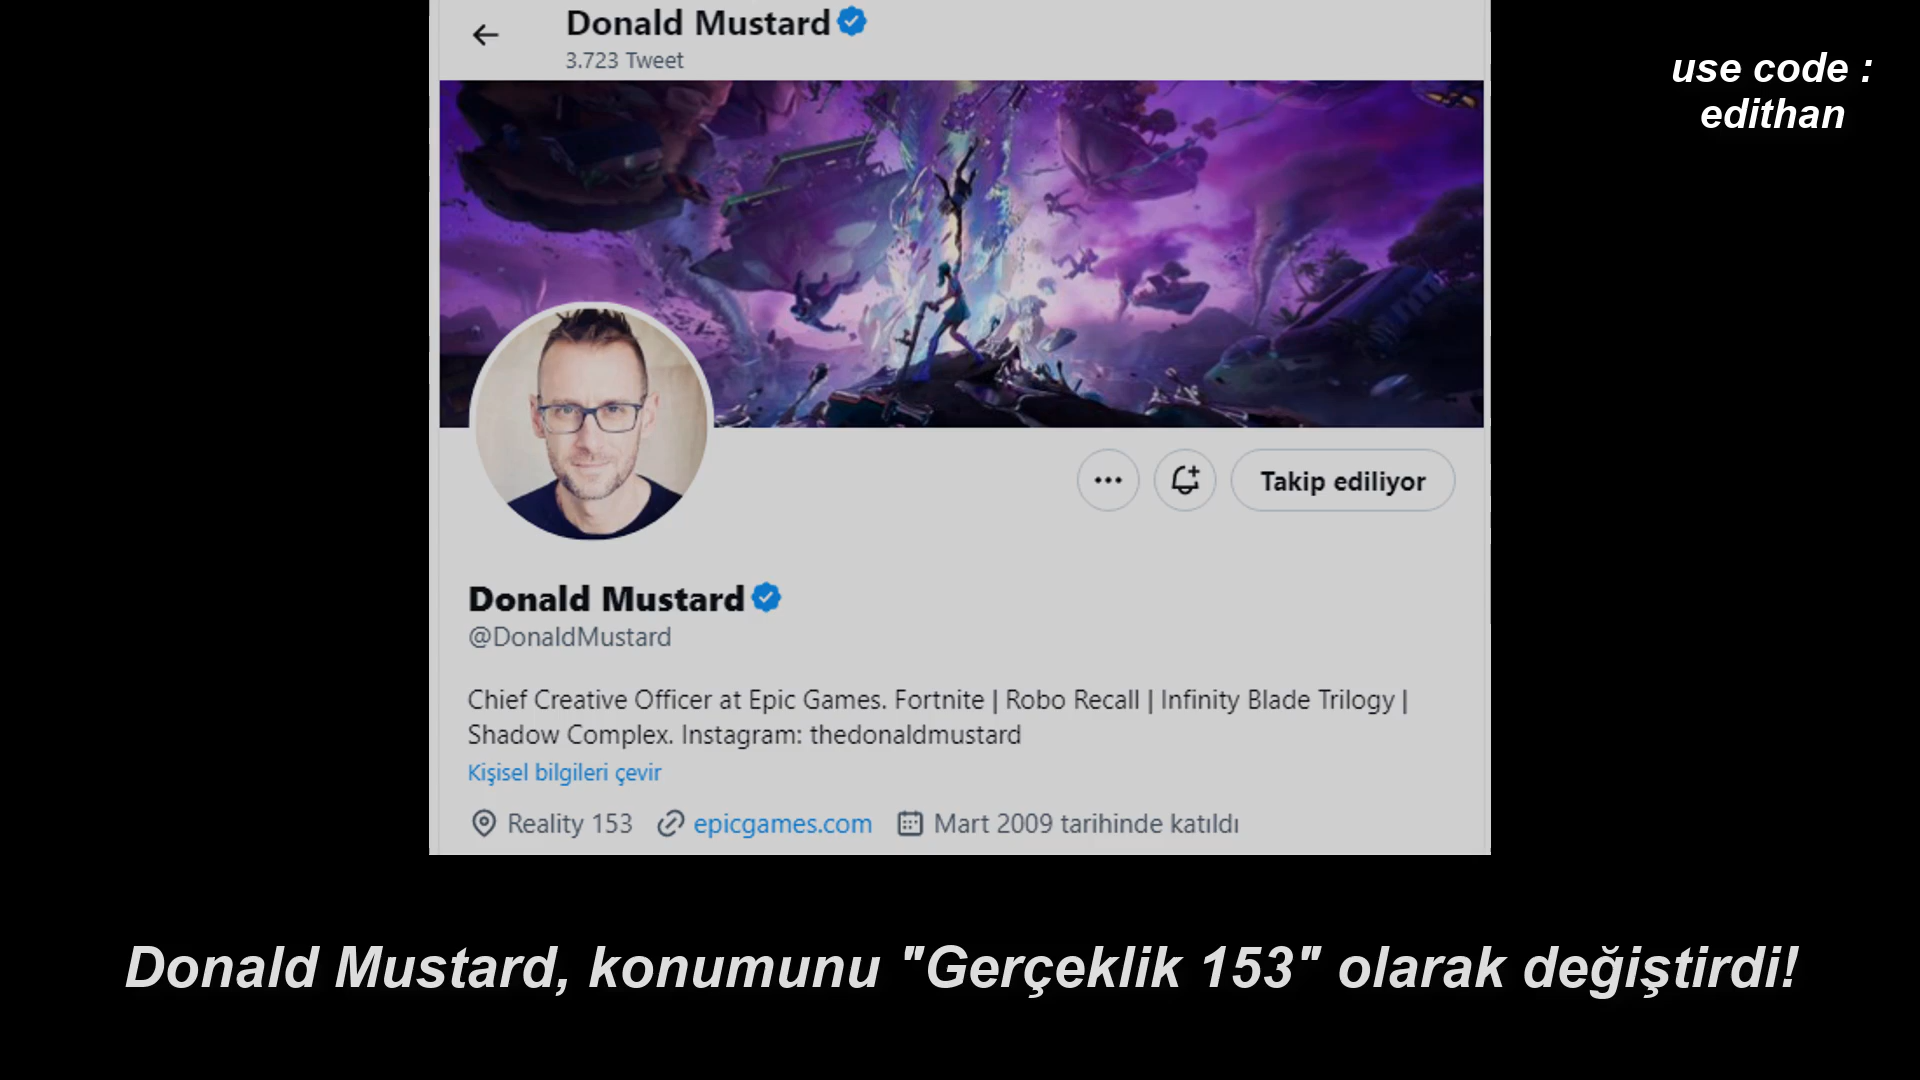 Donald Mustard
3.723 Tweet
use code :
edithan
Takip ediliyor
Donald Mustard
@DonaldMustard
Chief Creative Officer at Epic Games. Fortnite | Robo Recall | Infinity Blade Trilogy |
Shadow Complex. Instagram: thedonaldmustard
Kişisel bilgileri çevir
Reality 153 epicgames.com Mart 2009 tarihinde katıldı
Donald Mustard, konumunu "Gerçeklik 153" olarak değiştirdi!